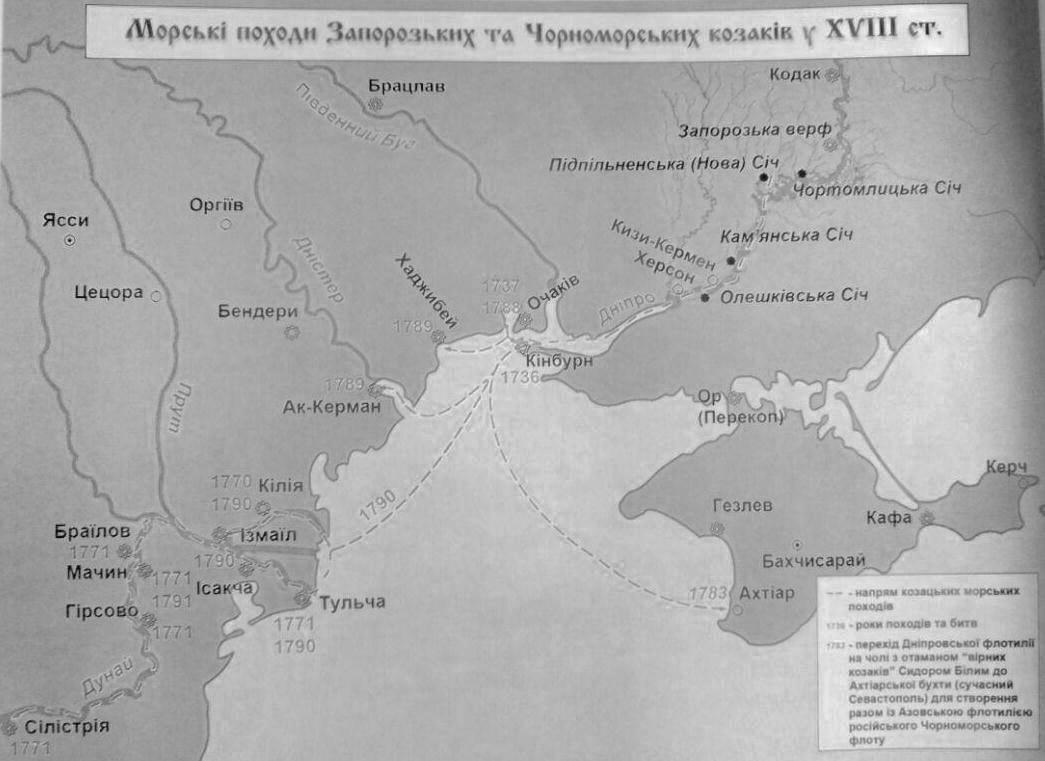 Морські походи Запорозьких та Чорноморських козаків у XVIII ст.
Кодак
Брацлав
Південний Буг
Запорозька верф
Підпільненська (Нова) Січ
Чортомлицька Січ
Оргіїв
Ясси
Кам'янська Січ
Кизи-Кермен
Херсон
Олешківська Січ
Дністер
Хаджибей
1737
1788
Очаків
Дніпро
Цецора
Бендери
1789
Кінбурн
1736
1789
Ак-Керман
Прут
Ор
(Перекоп)
Керч
1770
Кілія
1790
1790
Гезлев
Кафа
Браїлов
1771
Ізмаїл
Бахчисарай
1790
Мачин
1771
Ісакча
1791
Гірсово
1771
Тульча
1771
1790
1783
Ахтіар
Дунай
Сілістрія
1771
- напрям козацьких морських
походів
1736 - роки походів та битв
1783 - перехід Дніпровської флотилії
на чолі з отаманом "вірних
козаків" Сидором Білим до
Ахтіарської бухти (сучасний
Севастополь) для створення
разом із Азовською флотилією
російського Чорноморського
флоту